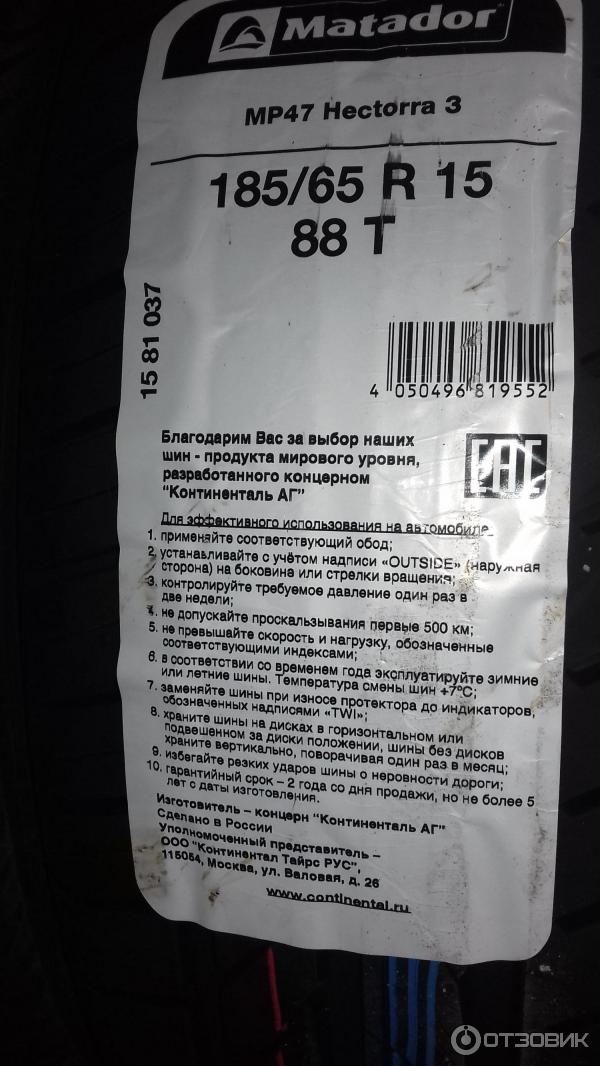 Matador
MP47 Hectorra 3
185/65 R 15
88 T
15 81 037
4 050496 819552
EAC
Благодарим Вас за выбор наших
шин - продукта мирового уровня,
разработанного концерном
"Континенталь АГ"
Для эффективного использования на автомобиле
1. применяйте соответствующий обод;
2. устанавливайте с учётом надписи «OUTSIDE» (наружная
сторона) на боковине или стрелки вращения;
3. контролируйте требуемое давление один раз в
две недели;
4. не допускайте проскальзывания первые 500 км;
5. не превышайте скорость и нагрузку, обозначенные
соответствующими индексами;
6. в соответствии со временем года эксплуатируйте зимние
или летние шины. Температура смены шин +7°C;
7. заменяйте шины при износе протектора до индикаторов,
обозначенных надписями «TWI»;
8. храните шины на дисках в горизонтальном или
подвешенном за диски положении, шины без дисков
храните вертикально, поворачивая один раз в месяц;
9. избегайте резких ударов шины о неровности дороги;
10. гарантийный срок – 2 года со дня продажи, но не более 5
лет с даты изготовления.
Изготовитель – концерн "Континенталь АГ"
Сделано в России
Уполномоченный представитель –
ООО "Континентал Тайрс РУС",
115054, Москва, ул. Валовая, д. 26
www.continental.ru
ОТЗОВИК